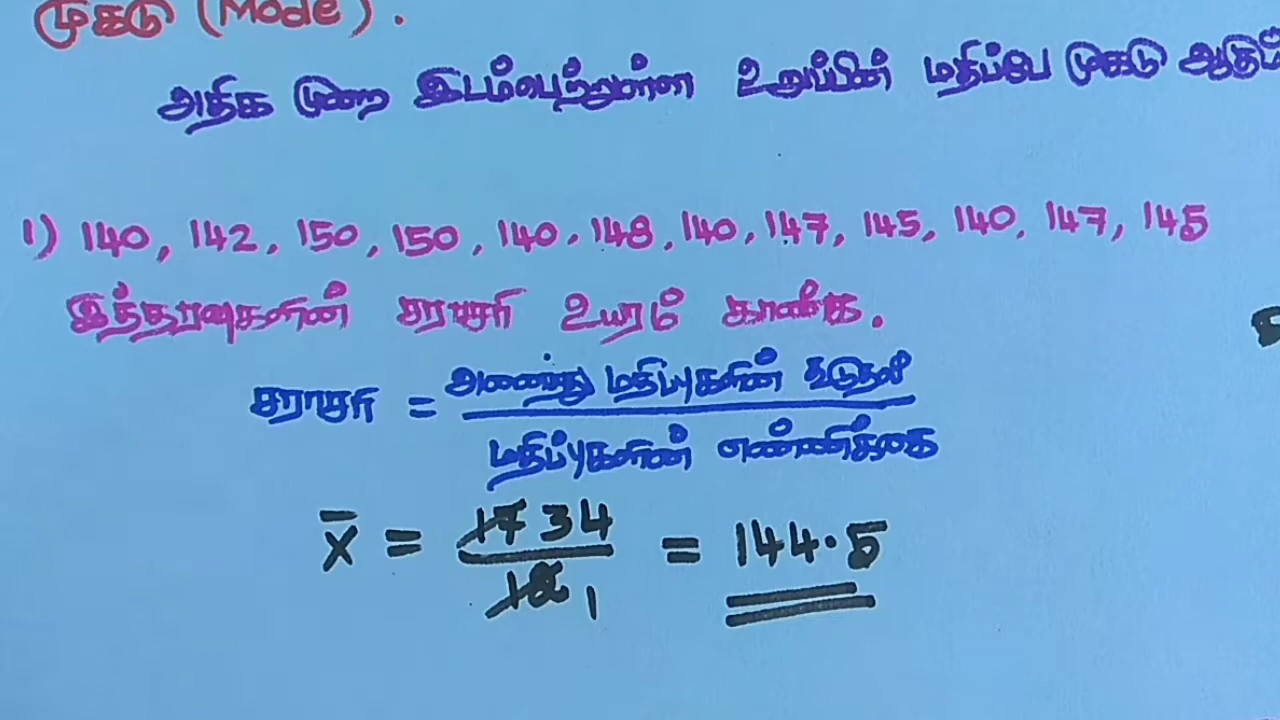 முகடு (Mode).
அதிக முறை இடம்பெற்றுள்ள உறுப்பின் மதிப்பே முகடு ஆகும்
1) 140, 142, 150, 150, 140, 148, 140, 147, 145, 140, 147, 145
இத்தரவுகளின் சராசரி உயரம் காண்க.
சராசரி = அனைத்து மதிப்புகளின் கூடுதல்
மதிப்புகளின் எண்ணிக்கை
x̄ = 1734 = 144.5
12 1